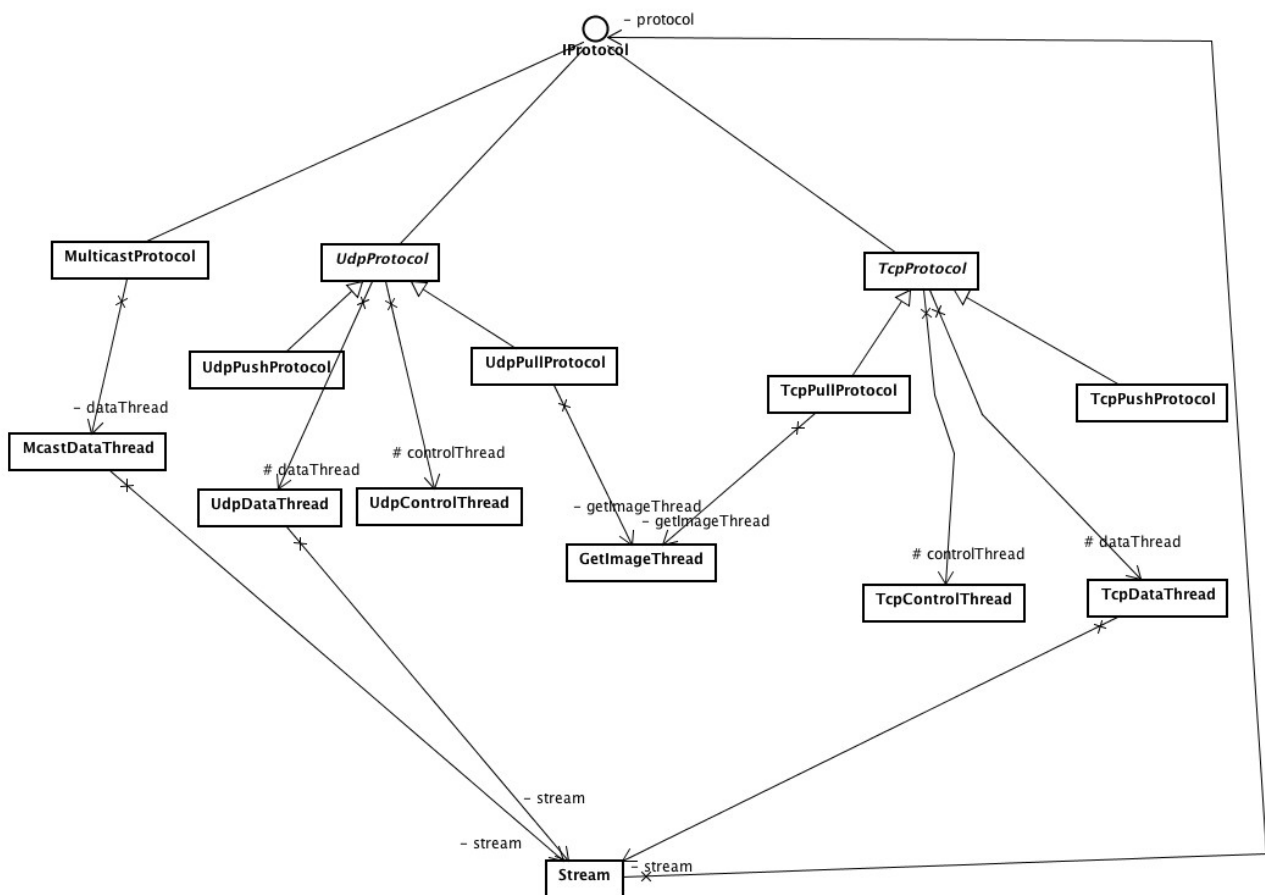 - protocol
IProtocol
MulticastProtocol
UdpProtocol
TcpProtocol
UdpPushProtocol
UdpPullProtocol
TcpPullProtocol
TcpPushProtocol
- dataThread
McastDataThread
# controlThread
# dataThread
UdpDataThread
UdpControlThread
- getImageThread
- getImageThread
GetImageThread
# controlThread
# dataThread
TcpControlThread
TcpDataThread
- stream
- stream
- stream
Stream